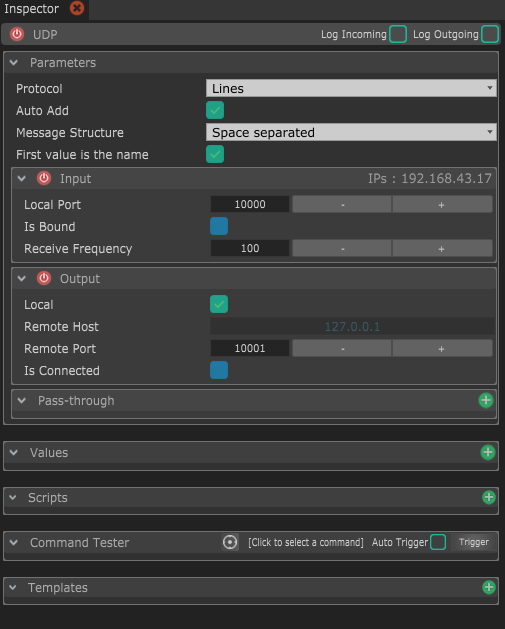 Inspector
UDP Log Incoming Log Outgoing
Parameters
Protocol Lines
Auto Add
Message Structure Space separated
First value is the name
Input IPs : 192.168.43.17
Local Port 10000 - +
Is Bound
Receive Frequency 100 - +
Output
Local
Remote Host 127.0.0.1
Remote Port 10001 - +
Is Connected
Pass-through
Values
Scripts
Command Tester [Click to select a command] Auto Trigger Trigger
Templates